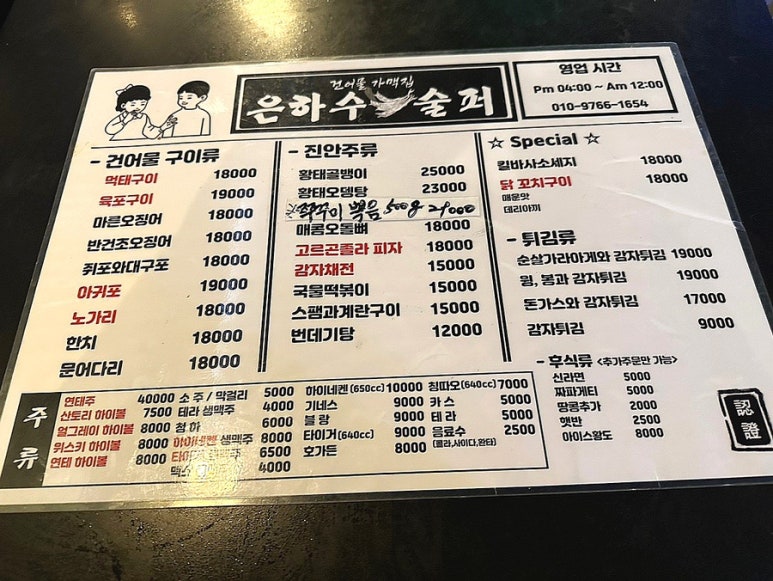 건어물 가맥집
은하수 술퍼
영업 시간
Pm 04:00 ~ Am 12:00
010-9766-1654
- 건어물 구이류
먹태구이 18000
육포구이 19000
마른오징어 18000
반건조오징어 18000
쥐포와대구포 18000
아귀포 19000
노가리 18000
한치 18000
문어다리 18000
- 진안주류
황태골뱅이 25000
황태오뎅탕 23000
※쭈꾸미 볶음 500g 29000
매콤오돌뼈 18000
고르곤졸라 피자 18000
감자채전 15000
국물떡볶이 15000
스팸과계란구이 15000
번데기탕 12000
☆ Special ☆
킬바사소세지 18000
닭 꼬치구이 18000
매운맛
데리야끼
- 튀김류
순살가라아게와 감자튀김 19000
윙, 봉과 감자튀김 19000
돈가스와 감자튀김 17000
감자튀김 9000
- 후식류 <추가주문만 가능>
신라면 5000
짜파게티 5000
땅콩추가 2000
햇반 2500
아이스황도 8000
認證
주류
연태주 40000
산토리 하이볼 7500
얼그레이 하이볼 8000
위스키 하이볼 8000
연태 하이볼 8000
소 주 / 막걸리 5000
테라 생맥주 4000
청 하 6000
하이네켄 생맥주 8000
생맥주 6500
4000
하이네켄 (650cc) 10000
기네스 9000
블 랑 9000
타이거 (640cc) 9000
호가든 8000
칭따오 (640cc) 7000
카 스 5000
테 라 5000
음료수 2500
(콜라,사이다,환타)